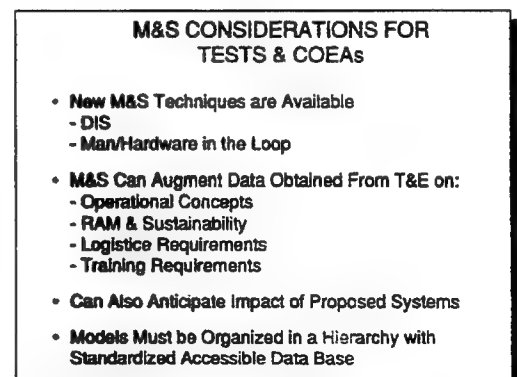 M&S CONSIDERATIONS FOR
TESTS & COEAs
• New M&S Techniques are Available
- DIS
- Man/Hardware in the Loop
• M&S Can Augment Data Obtained From T&E on:
- Operational Concepts
- RAM & Sustainability
- Logistice Requirements
- Training Requirements
• Can Also Anticipate Impact of Proposed Systems
• Models Must be Organized in a Hierarchy with
Standardized Accessible Data Base